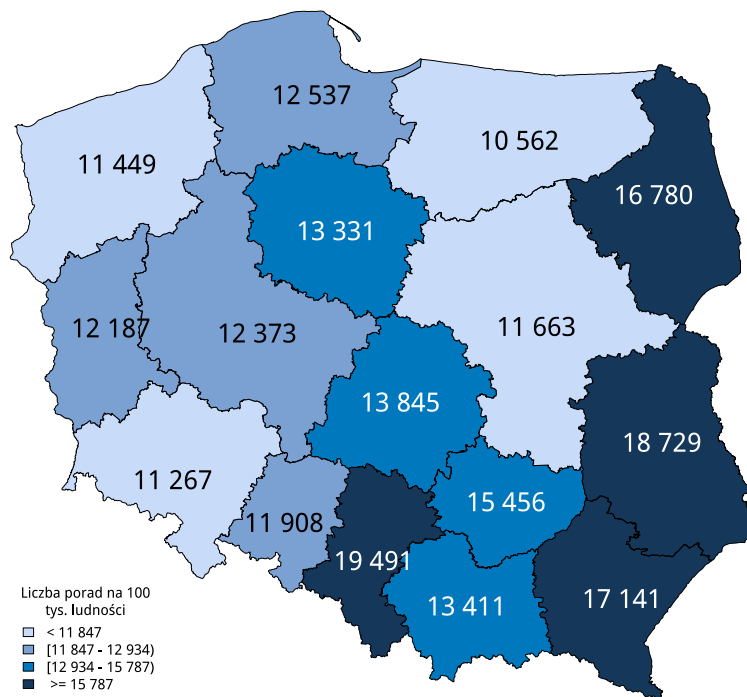 12 537
11 449
10 562
16 780
13 331
12 187
12 373
11 663
13 845
18 729
11 267
15 456
11 908
19 491
13 411
17 141
Liczba porad na 100
tys. ludności
< 11 847
[11 847 - 12 934)
[12 934 - 15 787)
>= 15 787